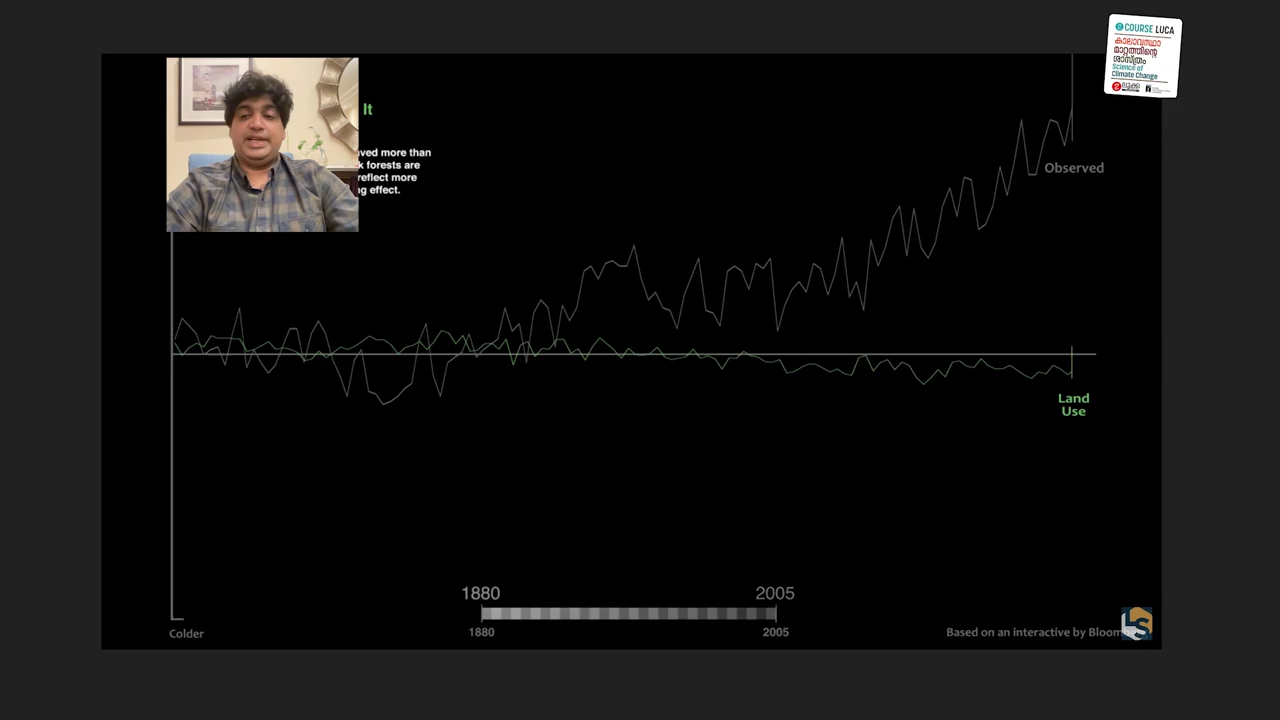 COURSE LUCA
കാലാവസ്ഥാ
മാറ്റത്തിന്റെ
ശാസ്ത്രം
Science of
Climate Change
ലൂക്ക
It
ved more than
k forests are
reflect more
g effect.
Observed
Land
Use
1880 2005
1880 2005
Colder
Based on an interactive by Bloom
LS